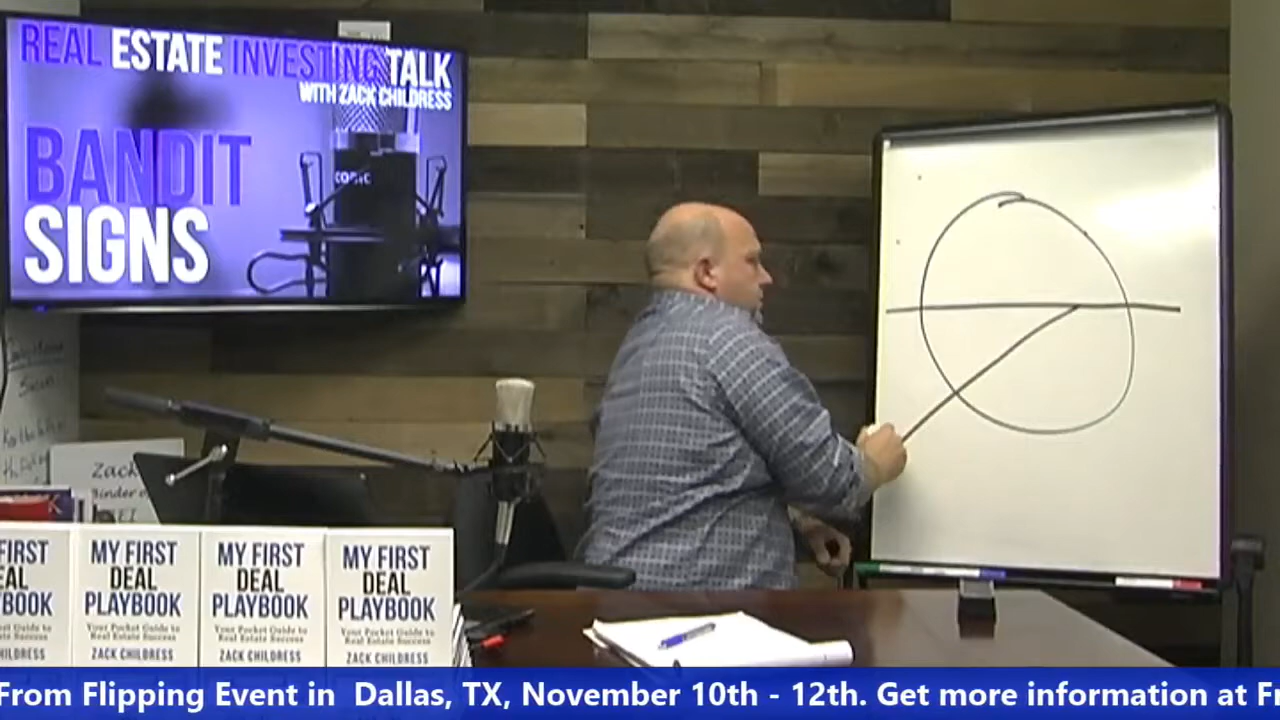 REAL ESTATE INVESTING TALK
WITH ZACK CHILDRESS
BANDIT
SIGNS
Zack
MY FIRST
DEAL
PLAYBOOK
Your Pocket Guide to
Real Estate Success
ZACK CHILDRESS
MY FIRST
DEAL
PLAYBOOK
Your Pocket Guide to
Real Estate Success
ZACK CHILDRESS
MY FIRST
DEAL
PLAYBOOK
Your Pocket Guide to
Real Estate Success
ZACK CHILDRESS
From Flipping Event in Dallas, TX, November 10th - 12th. Get more information at